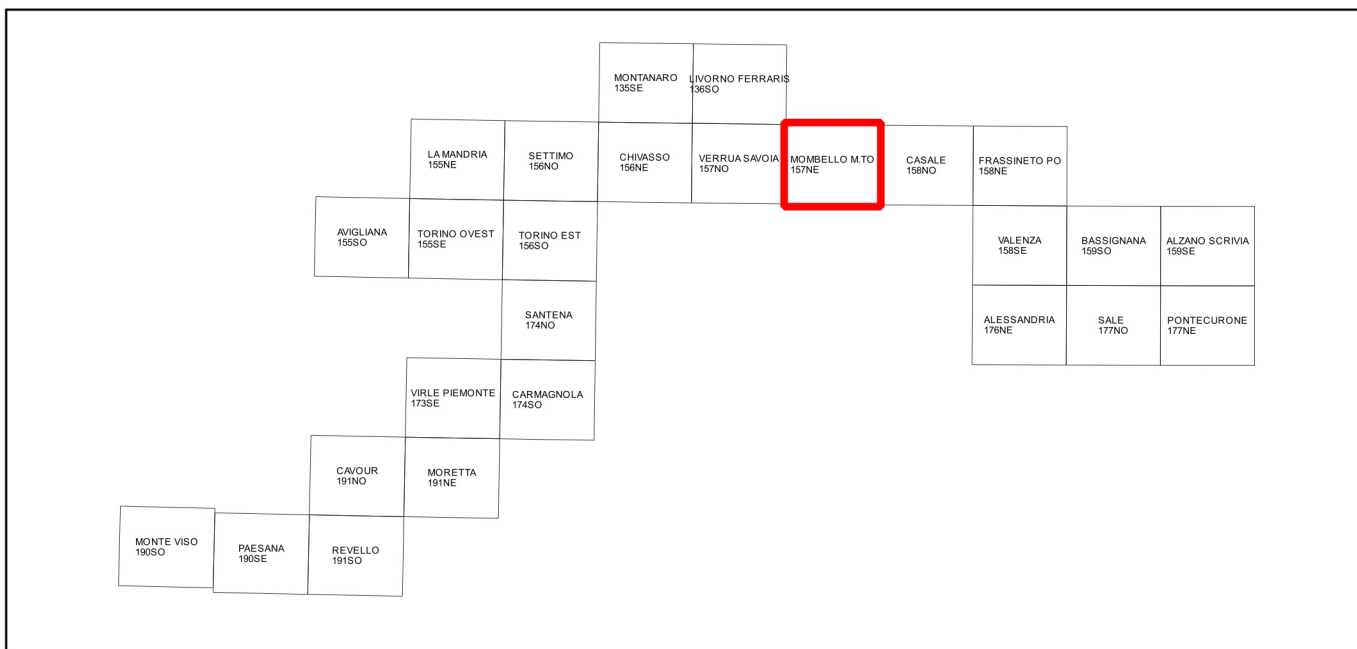 MONTANARO
135SE
LIVORNO FERRARIS
136SO
LA MANDRIA
155NE
SETTIMO
156NO
CHIVASSO
156NE
VERRUA SAVOIA
157NO
MOMBELLO M.TO
157NE
CASALE
158NO
FRASSINETO PO
158NE
AVIGLIANA
155SO
TORINO OVEST
155SE
TORINO EST
156SO
VALENZA
158SE
BASSIGNANA
159SO
ALZANO SCRIVIA
159SE
SANTENA
174NO
ALESSANDRIA
176NE
SALE
177NO
PONTECURONE
177NE
VIRLE PIEMONTE
173SE
CARMAGNOLA
174SO
CAVOUR
191NO
MORETTA
191NE
MONTE VISO
190SO
PAESANA
190SE
REVELLO
191SO